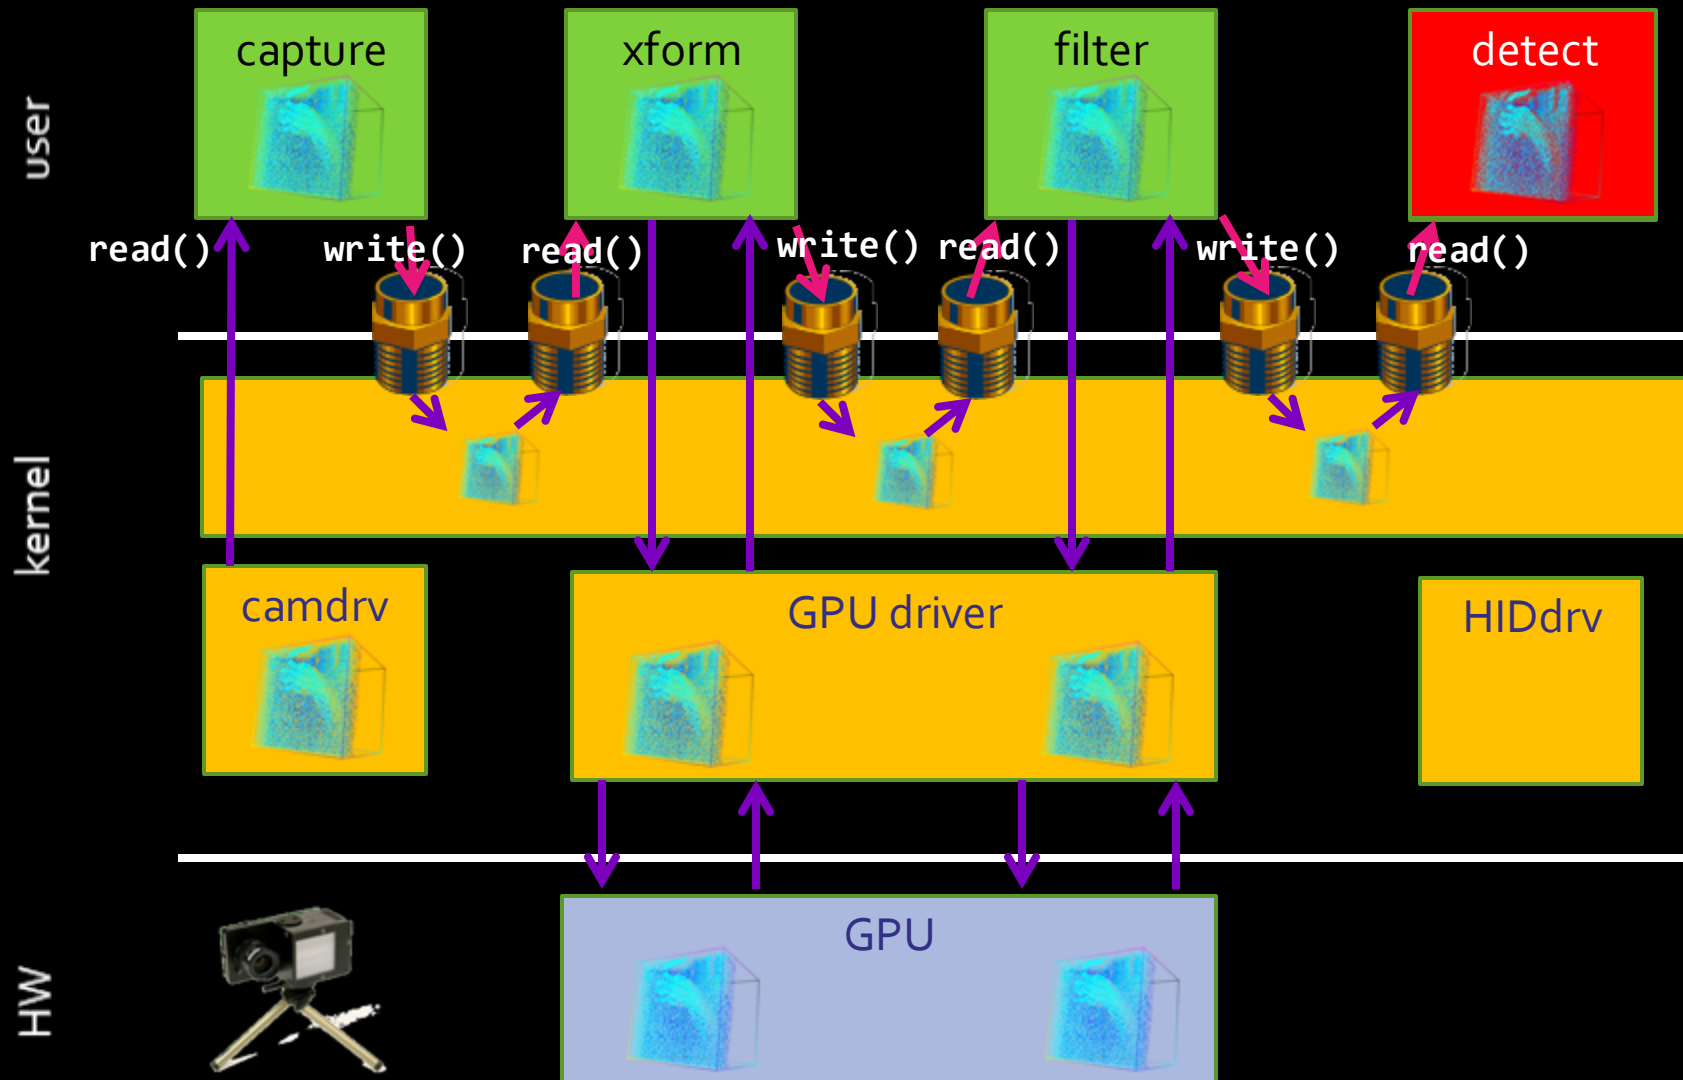 user
capture
xform
filter
detect
read()
write()
read()
write()
read()
write()
read()
kernel
camdrv
GPU driver
HIDdrv
HW
GPU